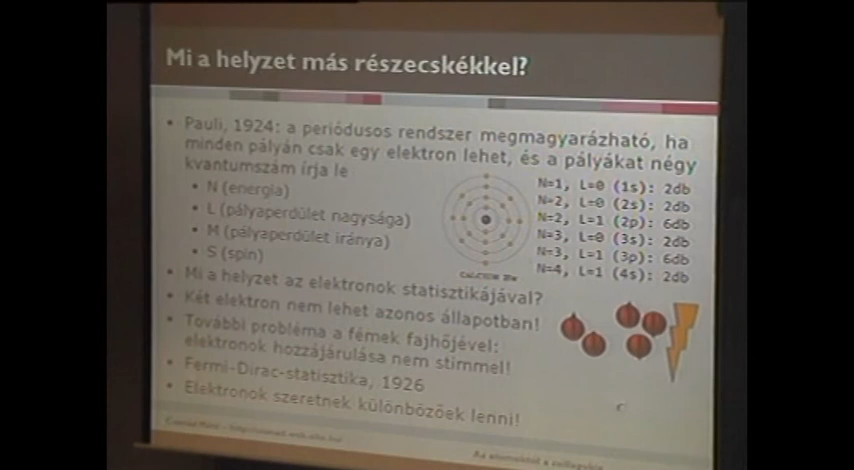 Mi a helyzet más részecskékkel?
• Pauli, 1924: a periódusos rendszer megmagyarázható, ha
minden pályán csak egy elektron lehet, és a pályákat négy
kvantumszám írja le
• N (energia)
• L (pályaperdület nagysága)
• M (pályaperdület iránya)
• S (spin)
N=1, L=0 (1s): 2db
N=2, L=0 (2s): 2db
N=2, L=1 (2p): 6db
N=3, L=0 (3s): 2db
N=3, L=1 (3p): 6db
N=4, L=1 (4s): 2db
CALCIUM
• Mi a helyzet az elektronok statisztikájával?
• Két elektron nem lehet azonos állapotban!
• További probléma a fémek fajhőjével:
elektronok hozzájárulása nem stimmel!
• Fermi-Dirac-statisztika, 1926
• Elektronok szeretnek különbözőek lenni!
Az atomoktól a csillagokig